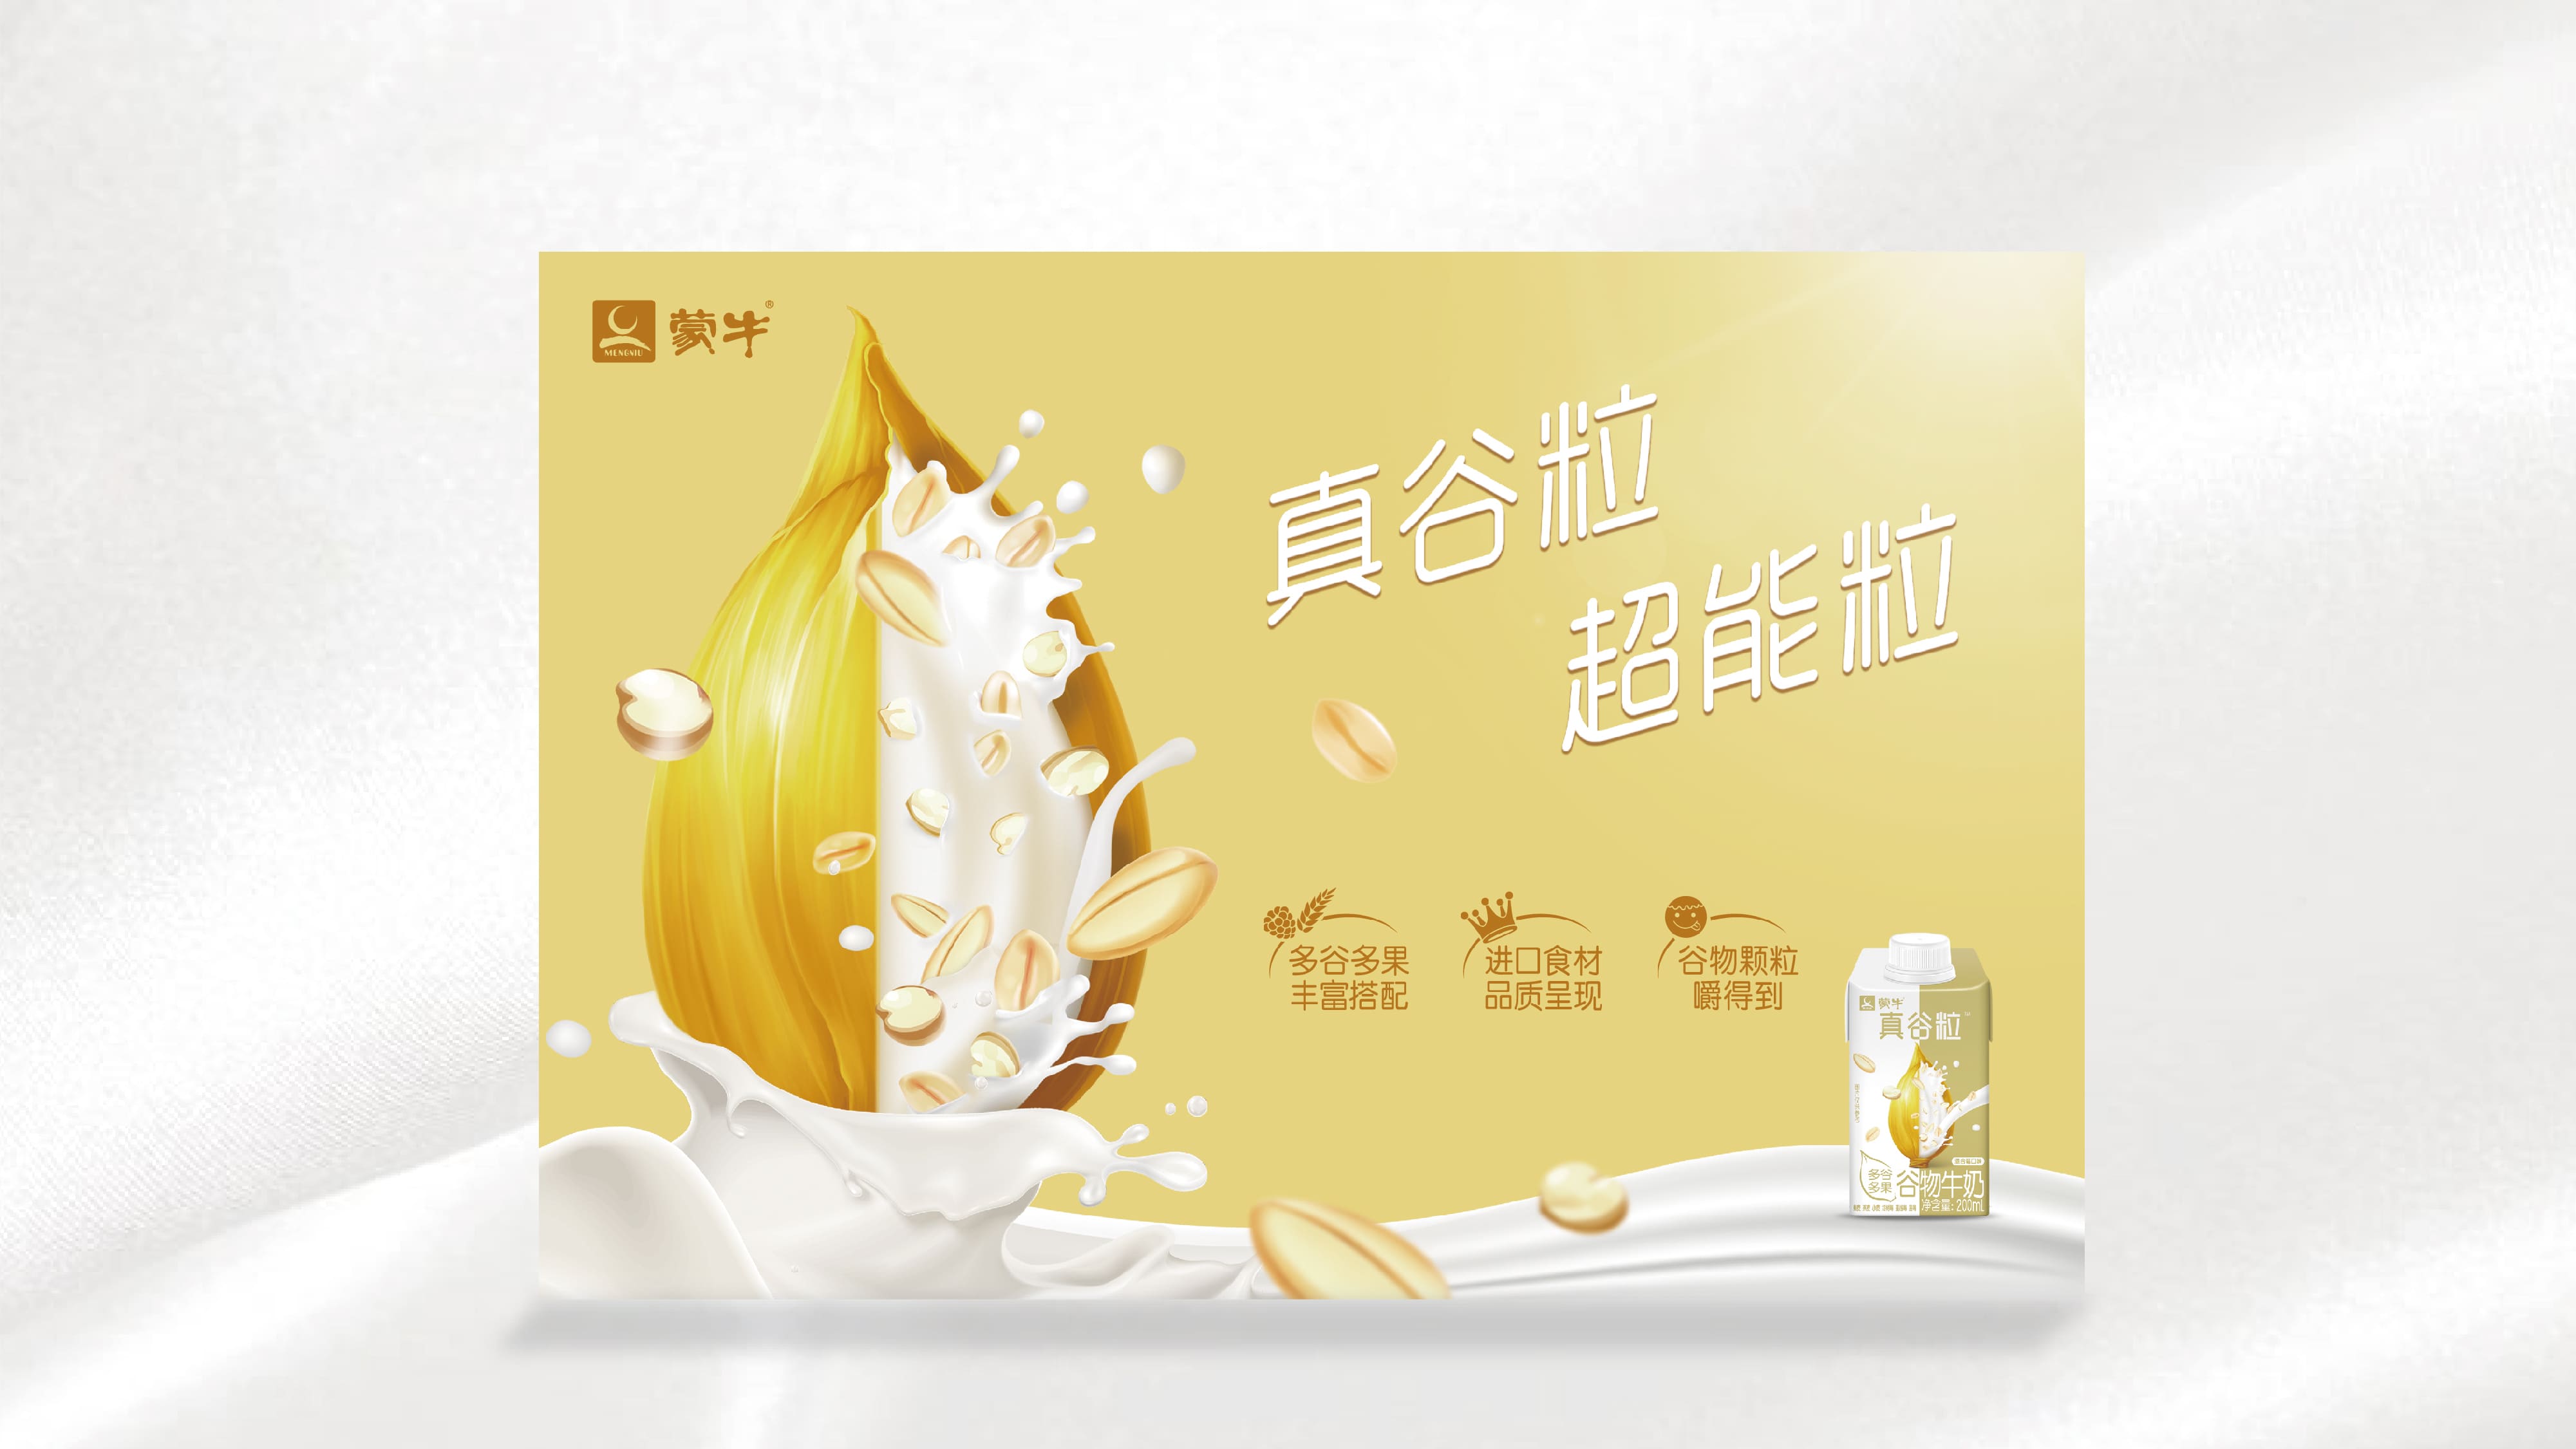 MENGNIU
蒙牛®
真谷粒
超能粒
多谷多果
丰富搭配
进口食材
品质呈现
谷物颗粒
嚼得到
蒙牛
真谷粒
多谷
多果
谷物牛奶
净含量：200mL